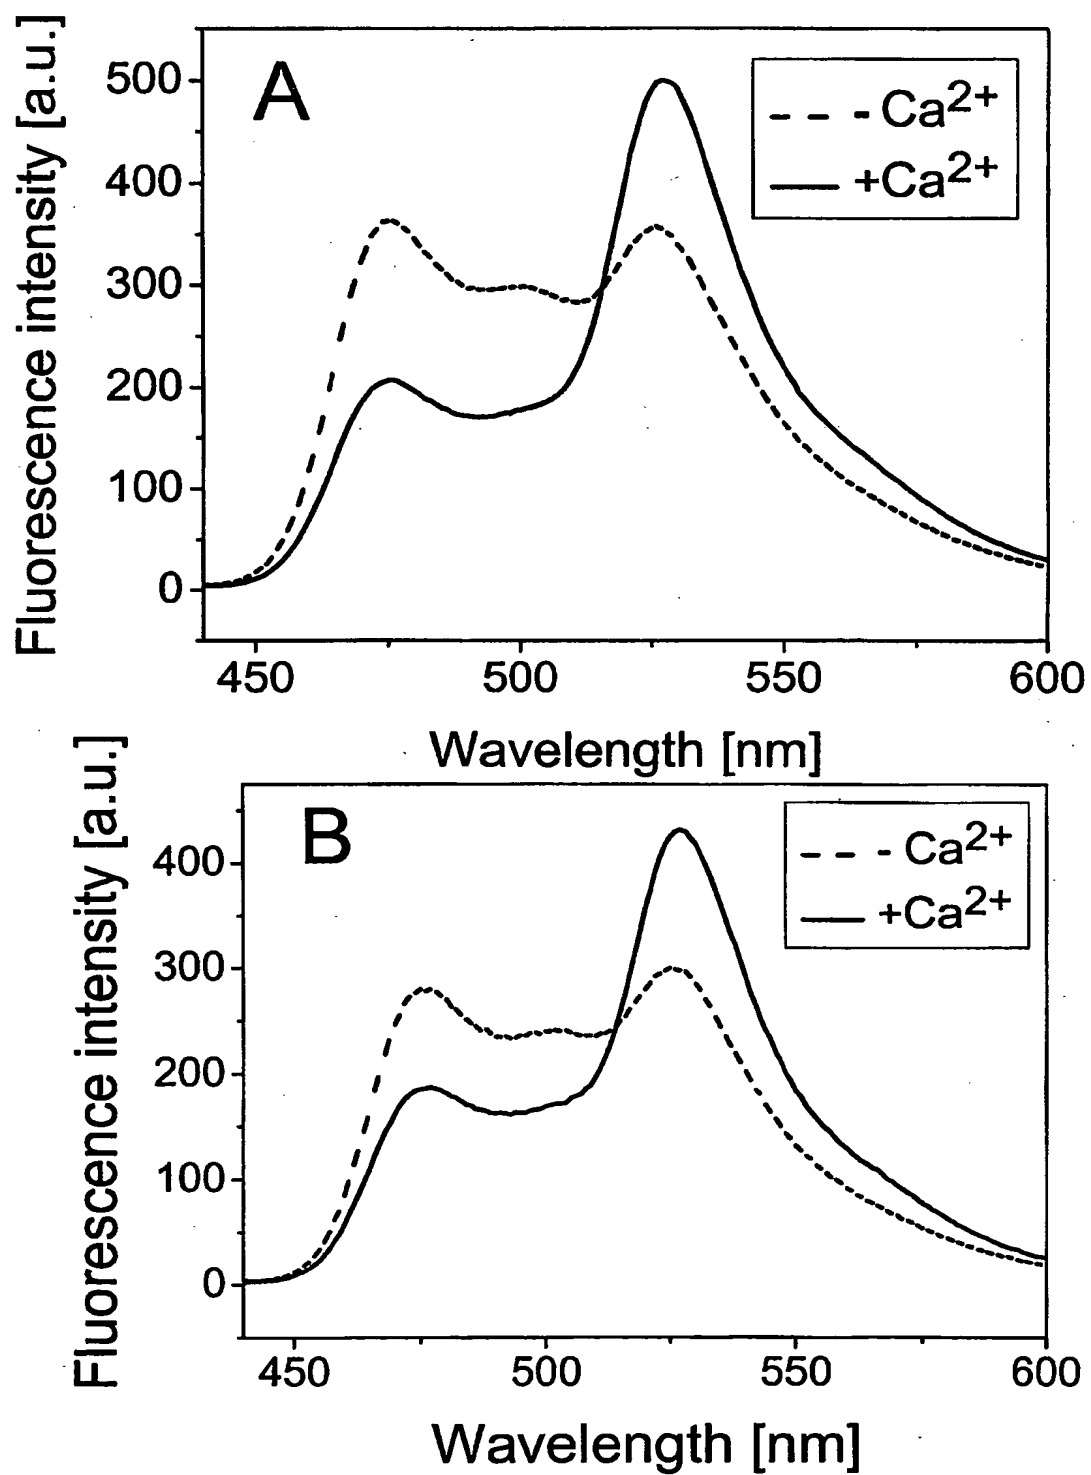 Fluorescence intensity [a.u.]
A
- Ca2+
+Ca2+
500
400
300
200
100
0
450 500 550 600
Wavelength [nm]
Fluorescence intensity [a.u.]
B
- Ca2+
+Ca2+
400
300
200
100
0
450 500 550 600
Wavelength [nm]